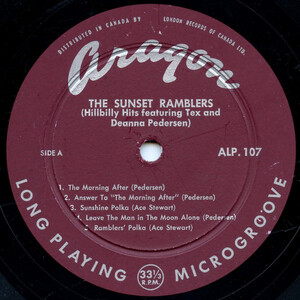 DISTRIBUTED IN CANADA BY LONDON RECORDS OF CANADA LTD.
Aragon
THE SUNSET RAMBLERS
(Hillbilly Hits featuring Tex and
Deanna Pedersen)
SIDE A
ALP. 107
1. The Morning After (Pedersen)
2. Answer To "The Morning After" (Pedersen)
3. Sunshine Polka (Ace Stewart)
4. Leave The Man in The Moon Alone (Pedersen)
5. Ramblers' Polka (Ace Stewart)
LONG PLAYING 33⅓ R.P.M. MICROGROOVE